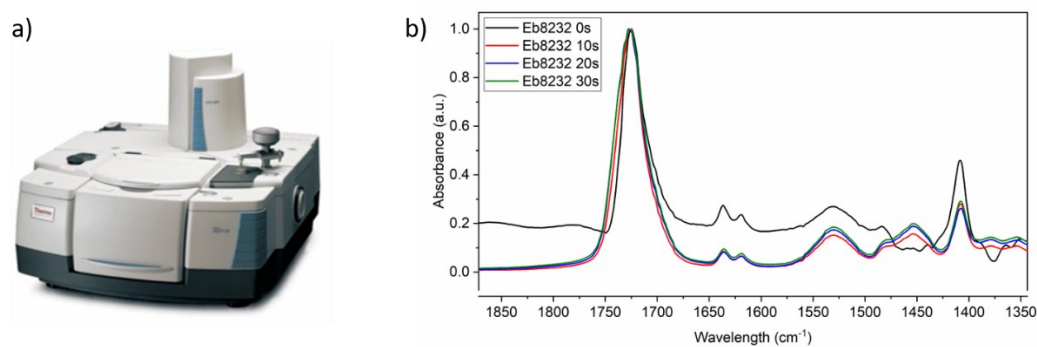 a)
b)
Thermo
Eb8232 0s
Eb8232 10s
Eb8232 20s
Eb8232 30s
Absorbance (a.u.)
1.0
0.8
0.6
0.4
0.2
0.0
1850 1800 1750 1700 1650 1600 1550 1500 1450 1400 1350
Wavelength (cm⁻¹)